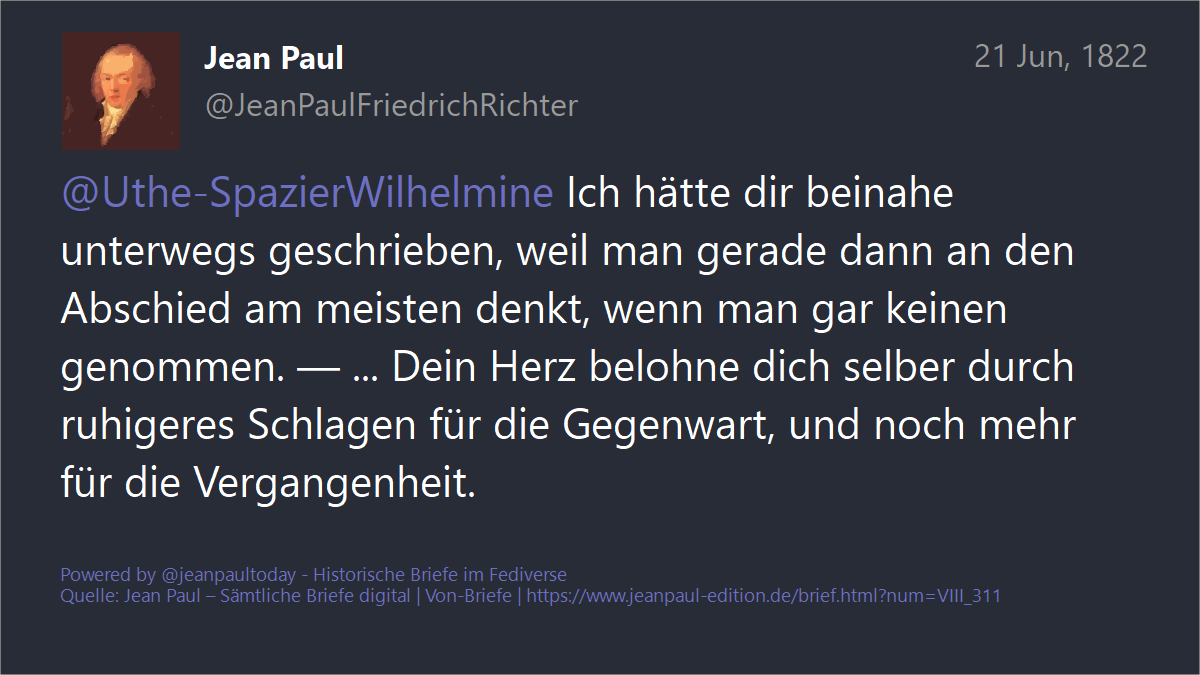 Jean Paul
21 Jun, 1822
@JeanPaulFriedrichRichter
@Uthe-SpazierWilhelmine Ich hätte dir beinahe
unterwegs geschrieben, weil man gerade dann an den
Abschied am meisten denkt, wenn man gar keinen
genommen. — ... Dein Herz belohne dich selber durch
ruhigeres Schlagen für die Gegenwart, und noch mehr
für die Vergangenheit.
Powered by @jeanpaultoday - Historische Briefe im Fediverse
Quelle: Jean Paul – Sämtliche Briefe digital | Von-Briefe | https://www.jeanpaul-edition.de/brief.html?num=VIII_311